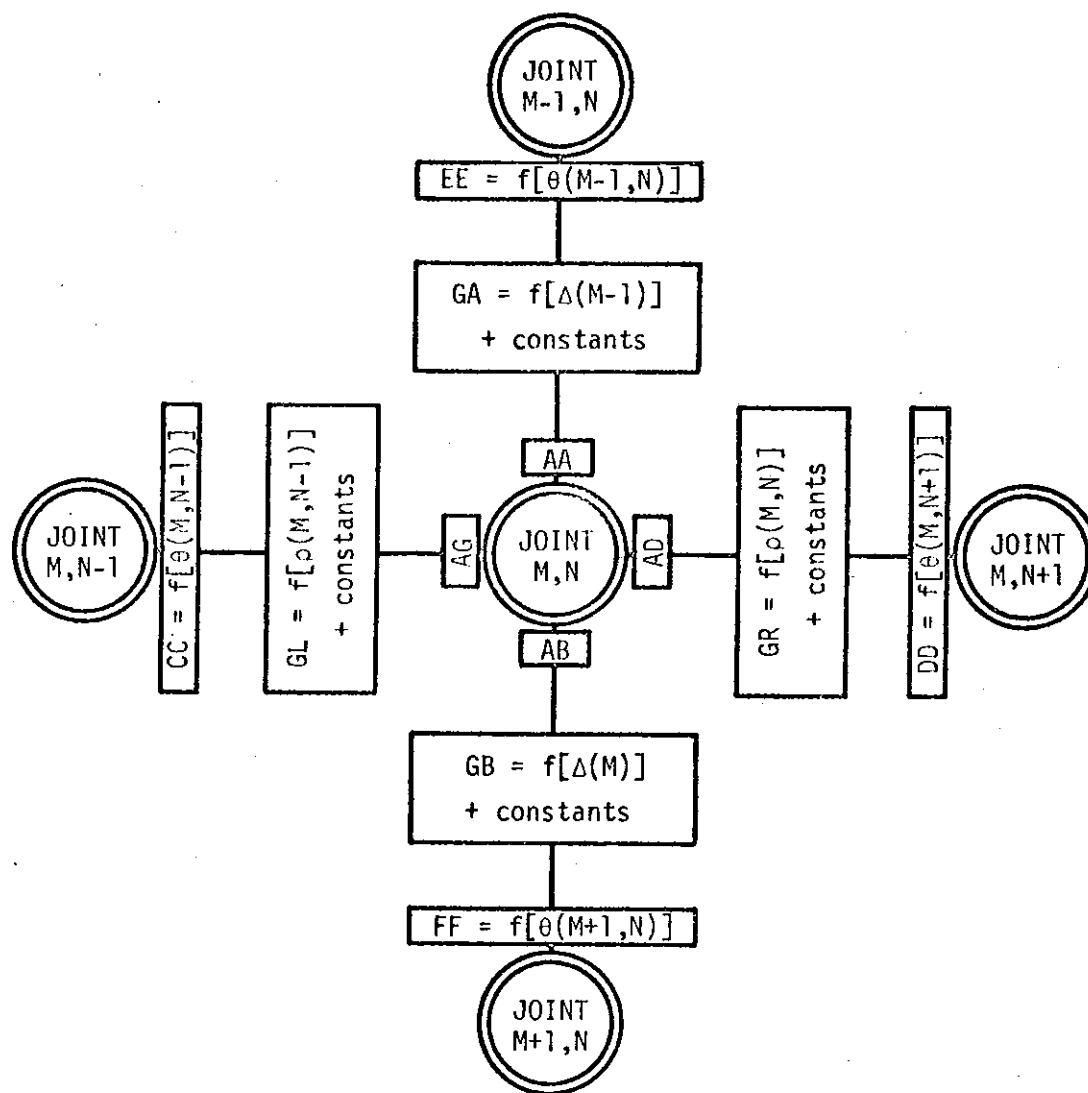 JOINT
M-1,N
EE = f[θ(M-1,N)]
GA = f[Δ(M-1)]
+ constants
AA
JOINT
M,N-1
CC = f[θ(M,N-1)]
GL = f[ρ(M,N-1)]
+ constants
AG
JOINT
M,N
AD
GR = f[ρ(M,N)]
+ constants
DD = f[θ(M,N+1)]
JOINT
M,N+1
AB
GB = f[Δ(M)]
+ constants
FF = f[θ(M+1,N)]
JOINT
M+1,N